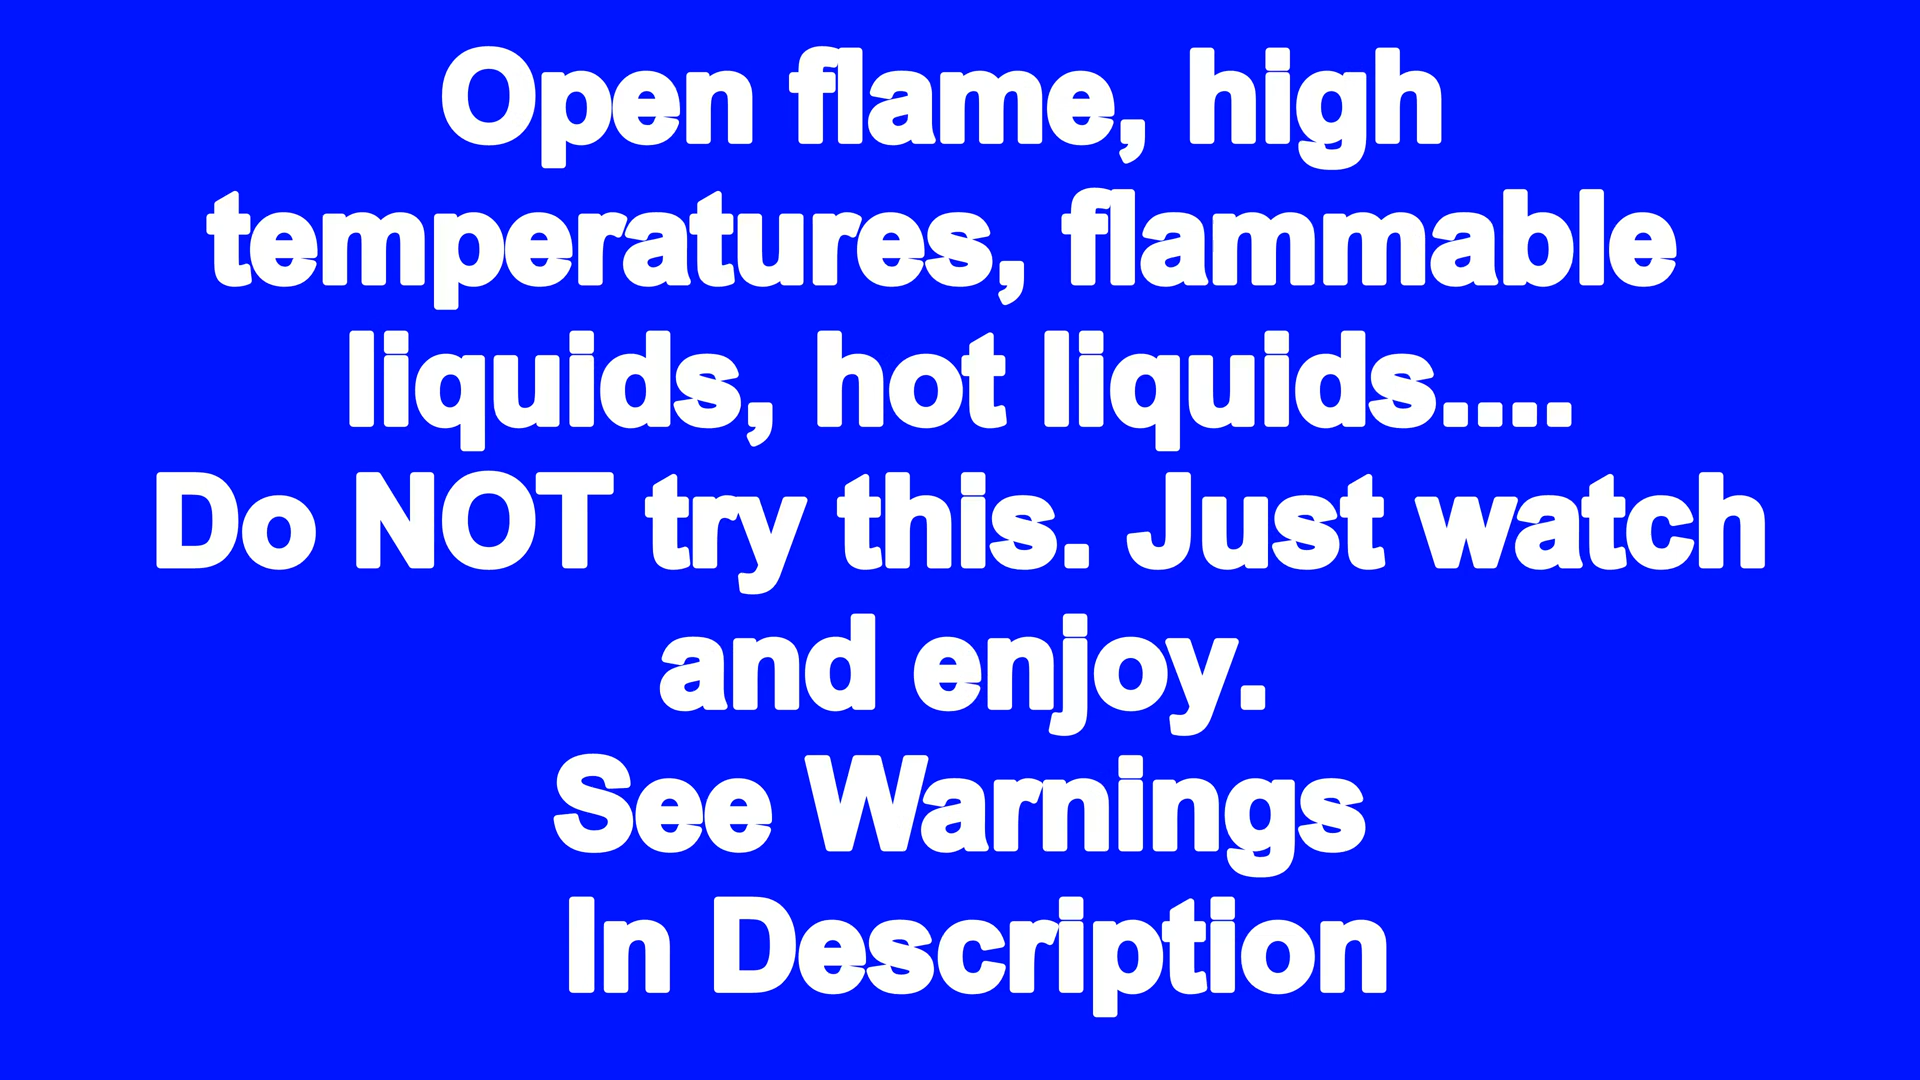 Open flame, high
temperatures, flammable
liquids, hot liquids....
Do NOT try this. Just watch
and enjoy.
See Warnings
In Description